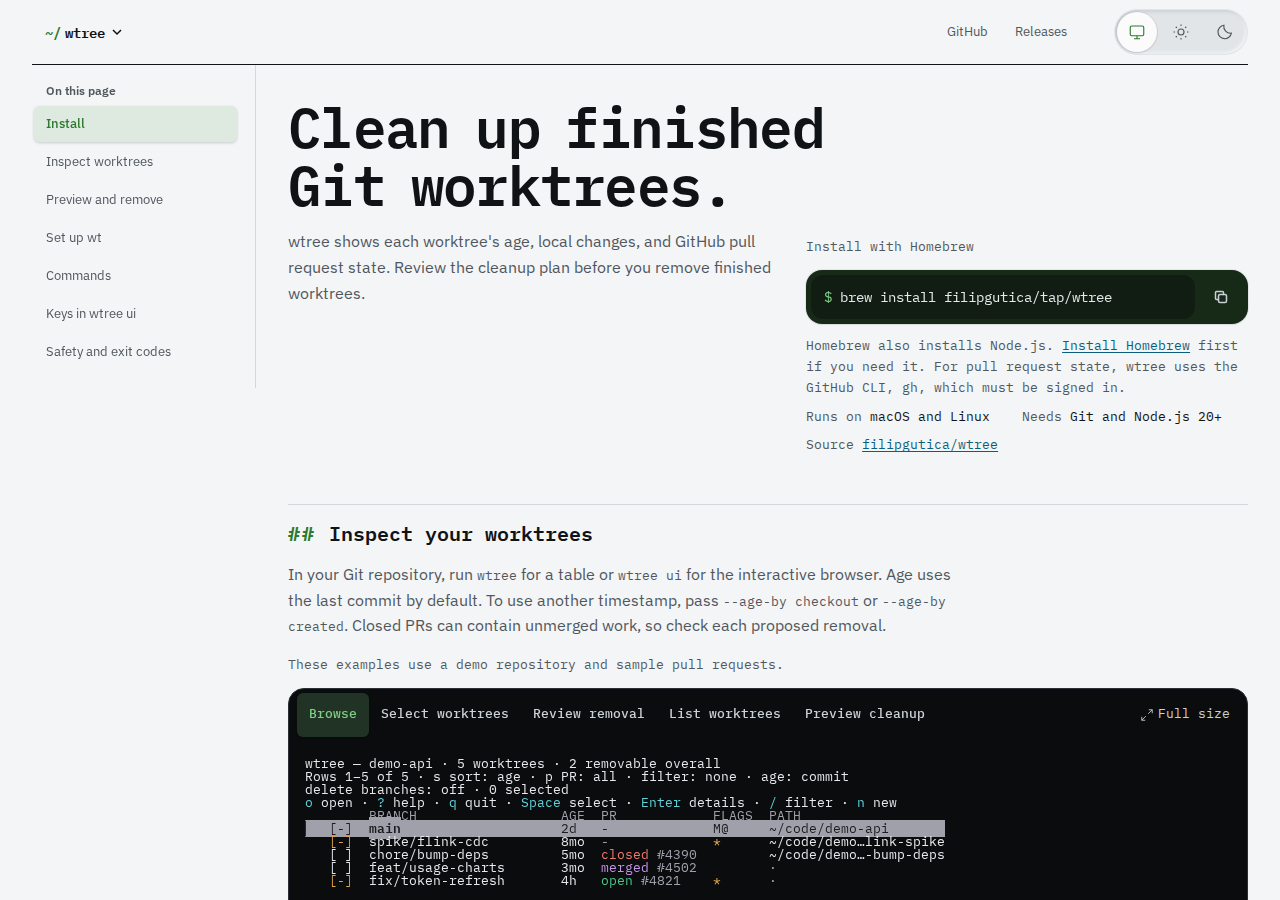 ~/ wtree
GitHub
Releases
On this page
Install
Inspect worktrees
Preview and remove
Set up wt
Commands
Keys in wtree ui
Safety and exit codes
Clean up finished
Git worktrees.
wtree shows each worktree's age, local changes, and GitHub pull
request state. Review the cleanup plan before you remove finished
worktrees.
Install with Homebrew
$ brew install filipgutica/tap/wtree
Homebrew also installs Node.js. Install Homebrew first
if you need it. For pull request state, wtree uses the
GitHub CLI, gh, which must be signed in.
Runs on macOS and Linux Needs Git and Node.js 20+
Source filipgutica/wtree
## Inspect your worktrees
In your Git repository, run wtree for a table or wtree ui for the interactive browser. Age uses
the last commit by default. To use another timestamp, pass --age-by checkout or --age-by
created. Closed PRs can contain unmerged work, so check each proposed removal.
These examples use a demo repository and sample pull requests.
Browse Select worktrees Review removal List worktrees Preview cleanup Full size
wtree — demo-api · 5 worktrees · 2 removable overall
Rows 1–5 of 5 · s sort: age · p PR: all · filter: none · age: commit
delete branches: off · 0 selected
o open · ? help · q quit · Space select · Enter details · / filter · n new
BRANCH AGE PR FLAGS PATH
[-] main 2d - M@ ~/code/demo-api
[-] spike/flink-cdc 8mo - * ~/code/demo…link-spike
[ ] chore/bump-deps 5mo closed #4390 ~/code/demo…-bump-deps
[ ] feat/usage-charts 3mo merged #4502 ·
[-] fix/token-refresh 4h open #4821 * ·